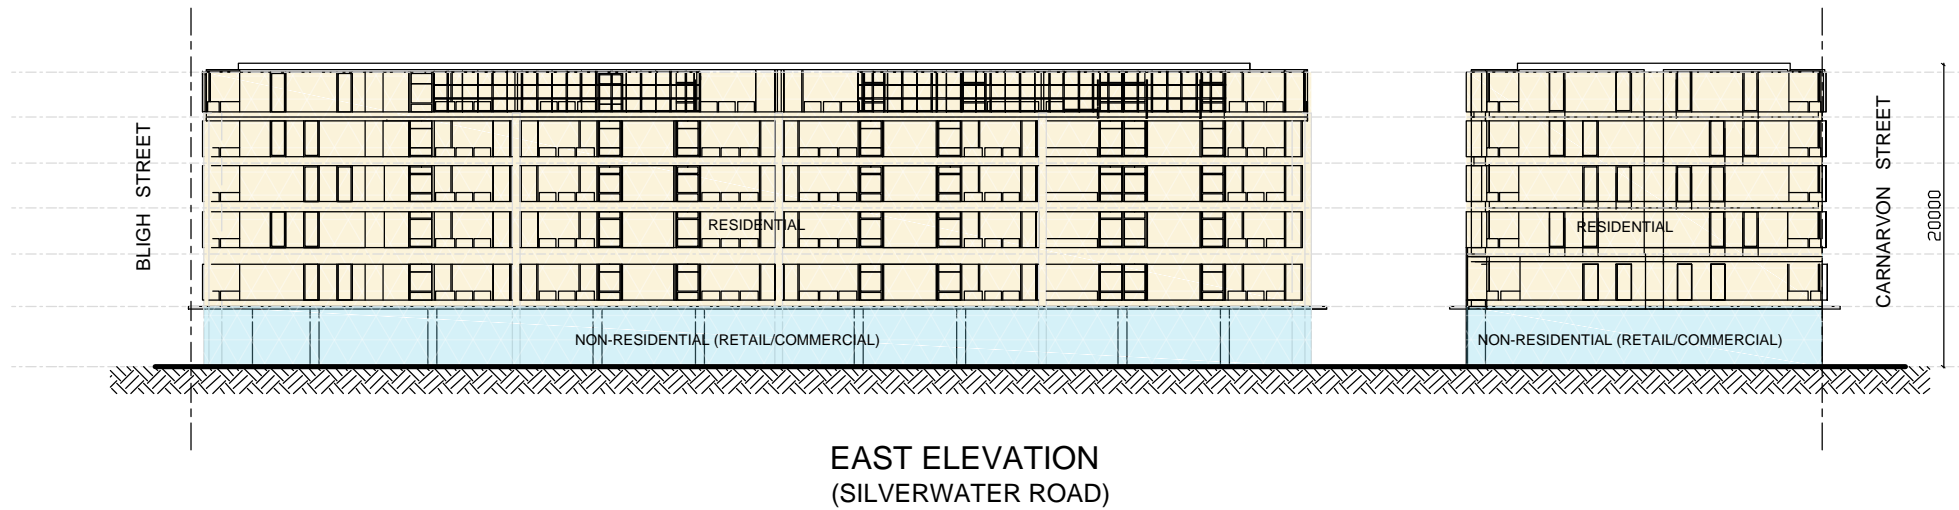 BLIGH STREET
RESIDENTIAL
RESIDENTIAL
CARNARVON STREET
20000
NON-RESIDENTIAL (RETAIL/COMMERCIAL)
NON-RESIDENTIAL (RETAIL/COMMERCIAL)
EAST ELEVATION
(SILVERWATER ROAD)